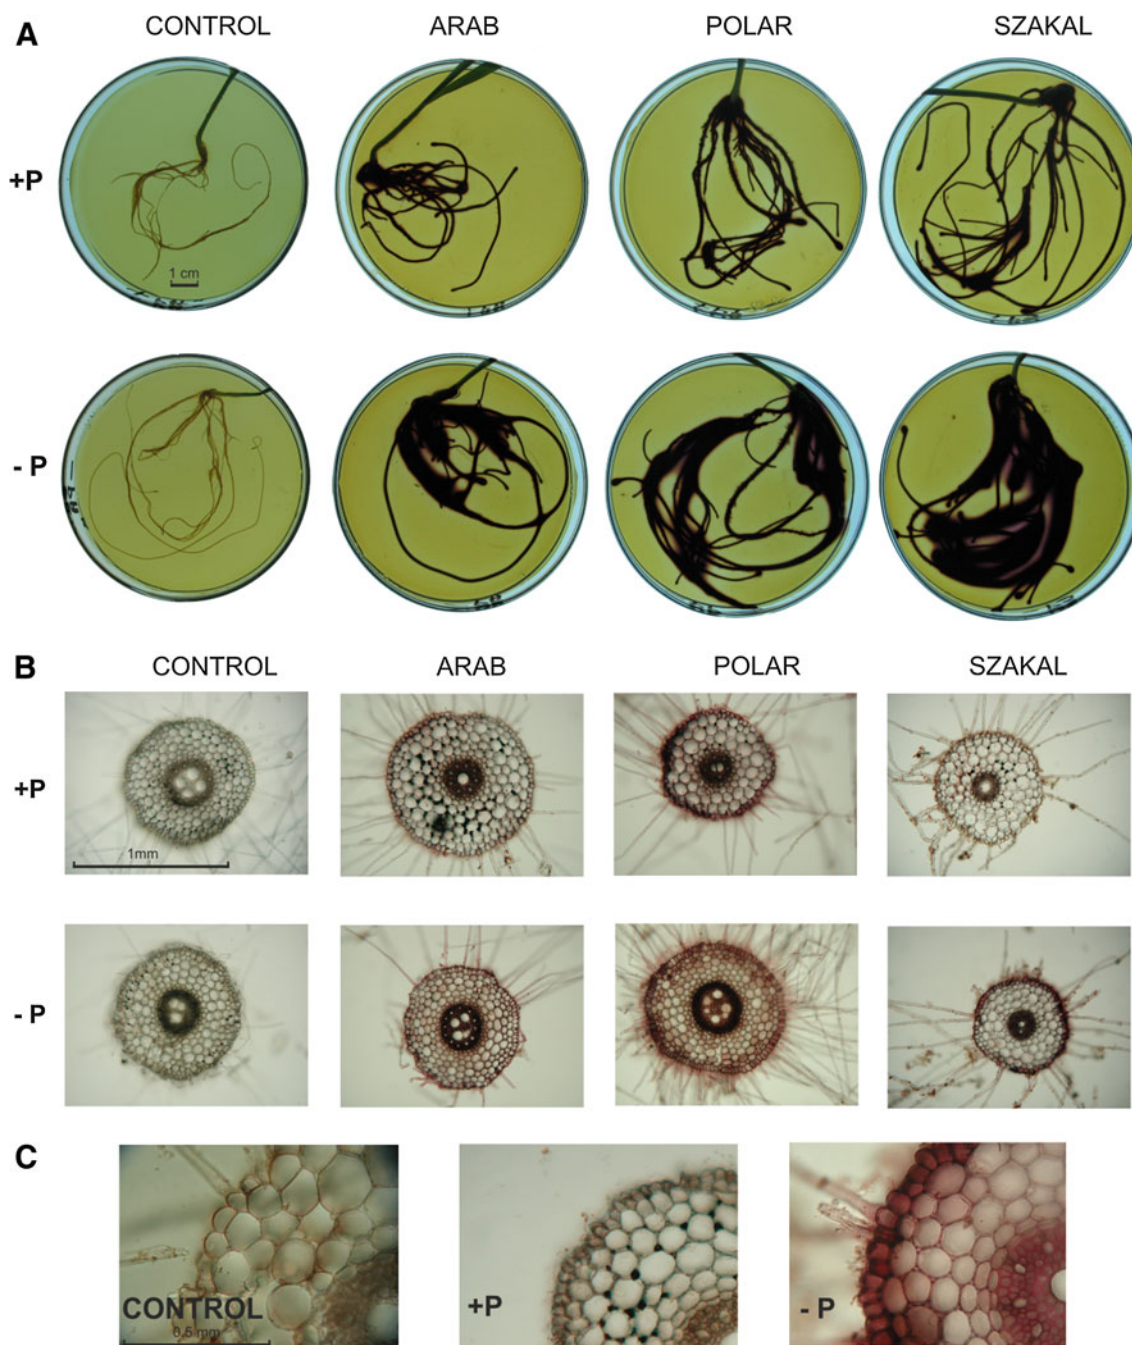 A
CONTROL ARAB POLAR SZAKAL
+P
1 cm
- P
B
CONTROL ARAB POLAR SZAKAL
+P
1mm
- P
C
CONTROL
0.5 mm
+P
- P